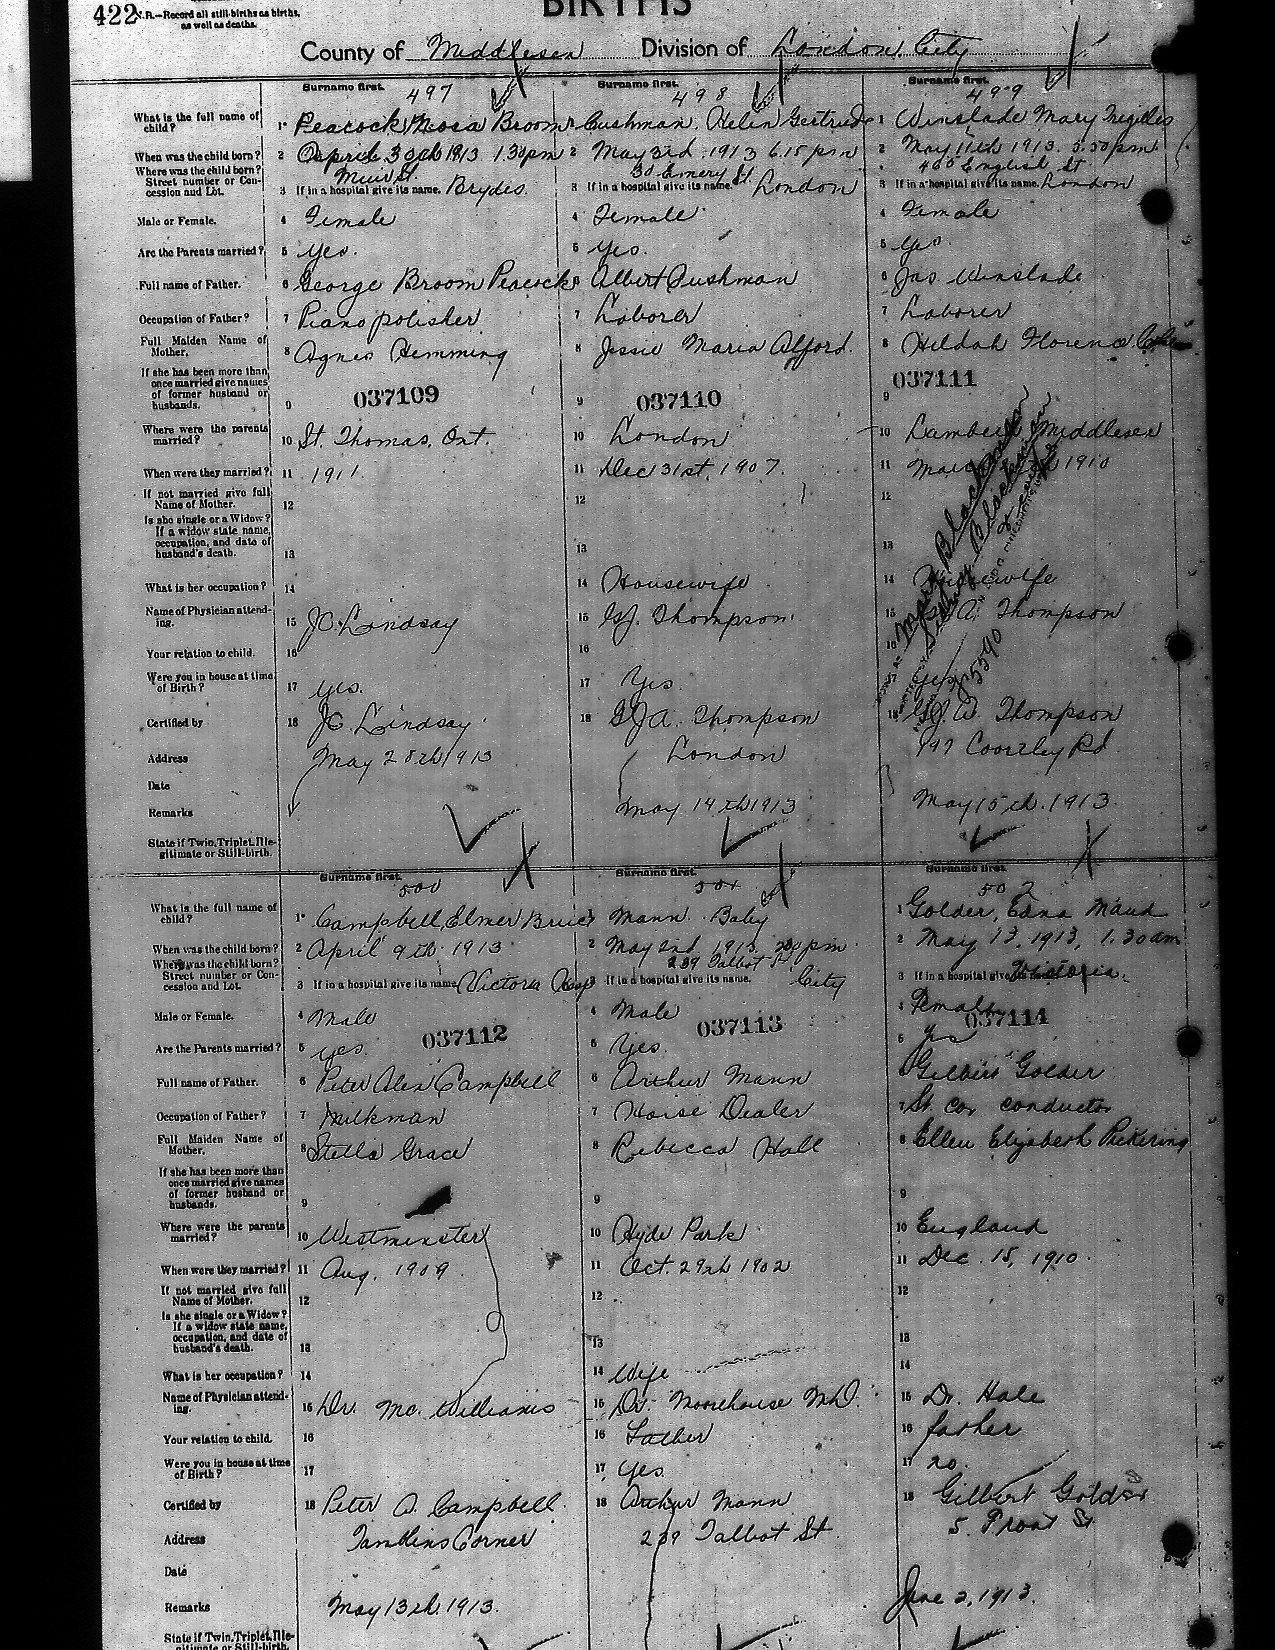 422
N.B.—Record all still-births as births, as well as deaths.
BIRTHS
County of Middlesex Division of London City
Surname first. Surname first. Surname first.
497 498 499
What is the full name of child?
1 Peacock Mosa Broom
1 Cushman, Helen Gertrude
1 Winslade Mary
When was the child born?
2 April 30th 1913 1.30 pm
2 May 3rd, 1913 6.15 pm
2 May 11th 1913. 5.50 pm.
Where was the child born? Street number or Concession and Lot.
Muir St.
30 Emery St.
405 English St
3 If in a hospital give its name. Brydes
3 If in a hospital give its name. London
3 If in a hospital give its name. London
Male or Female.
4 Female
4 Female
4 Female
Are the Parents married?
5 yes.
5 yes.
5 yes
Full name of Father.
6 George Broom Peacock
6 Albert Cushman
6 Jas Winslade
Occupation of Father?
7 Piano polisher
7 Laborer
7 Laborer
Full Maiden Name of Mother.
8 Agnes Hemming
8 Jessie Maria Alford.
8 Hildah Florence
If she has been more than once married give names of former husband or husbands.
9 037109
9 037110
9 037111
Where were the parents married?
10 St. Thomas, Ont.
10 London
10 Lambeth Middlesex
When were they married?
11 1911
11 Dec 31st, 1907.
11 1910
If not married give full Name of Mother.
12
12
12
Is she single or a Widow? If a widow state name, occupation, and date of husband's death.
13
13
13
What is her occupation?
14
14 Housewife
14 Housewife
Name of Physician attending.
15 J.C. Lindsay
15 G.J. Thompson.
15 A. Thompson
Your relation to child.
16
16
16
Were you in house at time of Birth?
17 yes.
17 Yes
17 yes
Certified by
18 J C. Lindsay
18 G J A. Thompson
18 G.J. A. Thompson
Address
London
Date
May 28th 1913
May 14th 1913
May 15th. 1913
Remarks
State if Twin, Triplet, Illegitimate or Still-birth.
Surname first. Surname first. Surname first.
500 501 502
What is the full name of child?
1 Campbell, Elmer Bruce
1 Mann. Baby
1 Golder, Edna Maud
When was the child born?
2 April 9th 1913
2 May 2nd, 1913, pm
2 May 13, 1913, 1.30 am
Where was the child born? Street number or Concession and Lot.
239 Talbot St
3 If in a hospital give its name Victoria Hosp
3 If in a hospital give its name. City
3 If in a hospital give its name Victoria.
Male or Female.
4 Male
4 Male
4 Female
037112 037113 037114
Are the Parents married?
5 yes.
5 Yes.
5 yes
Full name of Father.
6 Peter Alex Campbell
6 Arthur Mann
Gilbert Golder
Occupation of Father?
7 Milkman
7 Horse Dealer
7 St. Car conductor
Full Maiden Name of Mother.
8 Stella Grace
8 Rebecca Hall
8 Ellen Elizabeth Pickering
If she has been more than once married give names of former husband or husbands.
9
9
9
Where were the parents married?
10 Westminster
10 Hyde Park
10 England
When were they married?
11 Aug, 1909
11 Oct. 29th 1902
11 Dec. 15, 1910
If not married give full Name of Mother.
12
12
12
Is she single or a Widow? If a widow state name, occupation, and date of husband's death.
13
13
13
What is her occupation?
14
14 Wife
14
Name of Physician attending.
15 Dr. Mc. Williams
15 Dr. Moorehouse M.D.
15 Dr. Hale
Your relation to child.
16
16 Father
16 father
Were you in house at time of Birth?
17
17 Yes
17 no.
Certified by
18 Peter A. Campbell.
18 Arthur Mann
18 Gilbert Golder
Address
Tamblins Corner
239 Talbot St
5. Front St
Date
Remarks
May 13th. 1913.
June 2, 1913.
State if Twin, Triplet, Illegitimate or Still-birth.